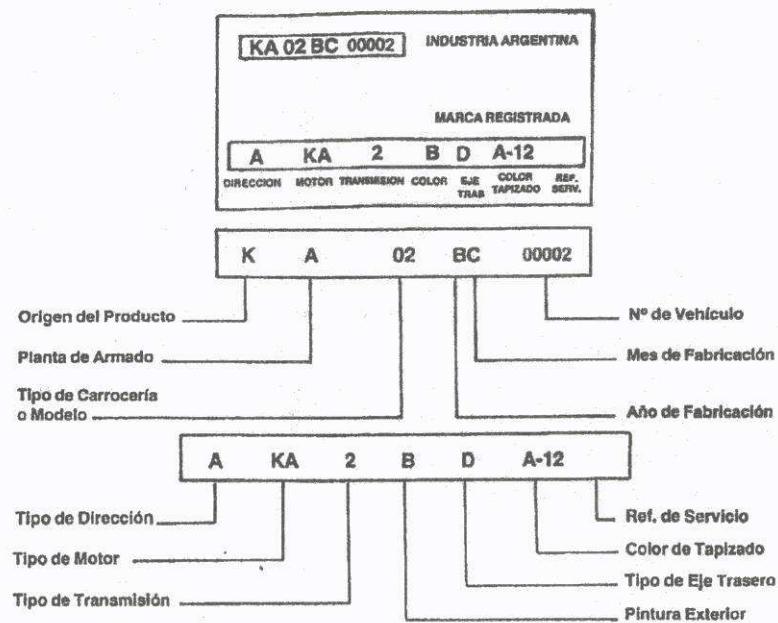 KA 02 BC 00002 INDUSTRIA ARGENTINA
MARCA REGISTRADA
A KA 2 B D A-12
DIRECCION MOTOR TRANSMISION COLOR EJE TRAB COLOR TAPIZADO REF. SERV.
K A 02 BC 00002
Origen del Producto
Nº de Vehículo
Planta de Armado
Mes de Fabricación
Tipo de Carrocería
o Modelo
Año de Fabricación
A KA 2 B D A-12
Tipo de Dirección
Ref. de Servicio
Tipo de Motor
Color de Tapizado
Tipo de Transmisión
Tipo de Eje Trasero
Pintura Exterior